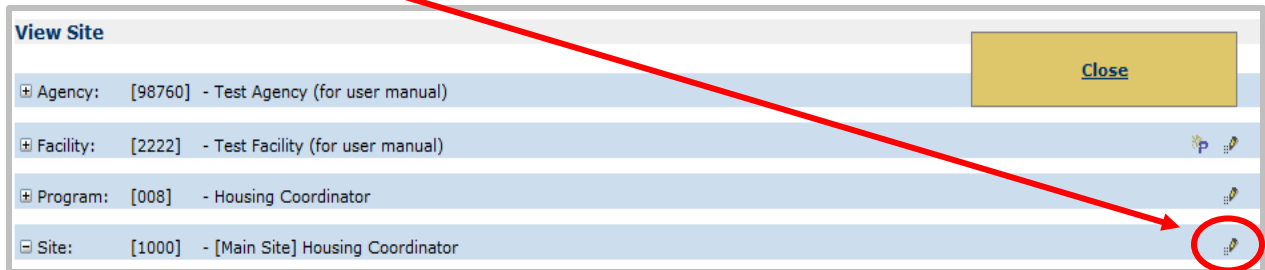 View Site
Close
Agency: [98760] - Test Agency (for user manual)
Facility: [2222] - Test Facility (for user manual) P
Program: [008] - Housing Coordinator
Site: [1000] - [Main Site] Housing Coordinator